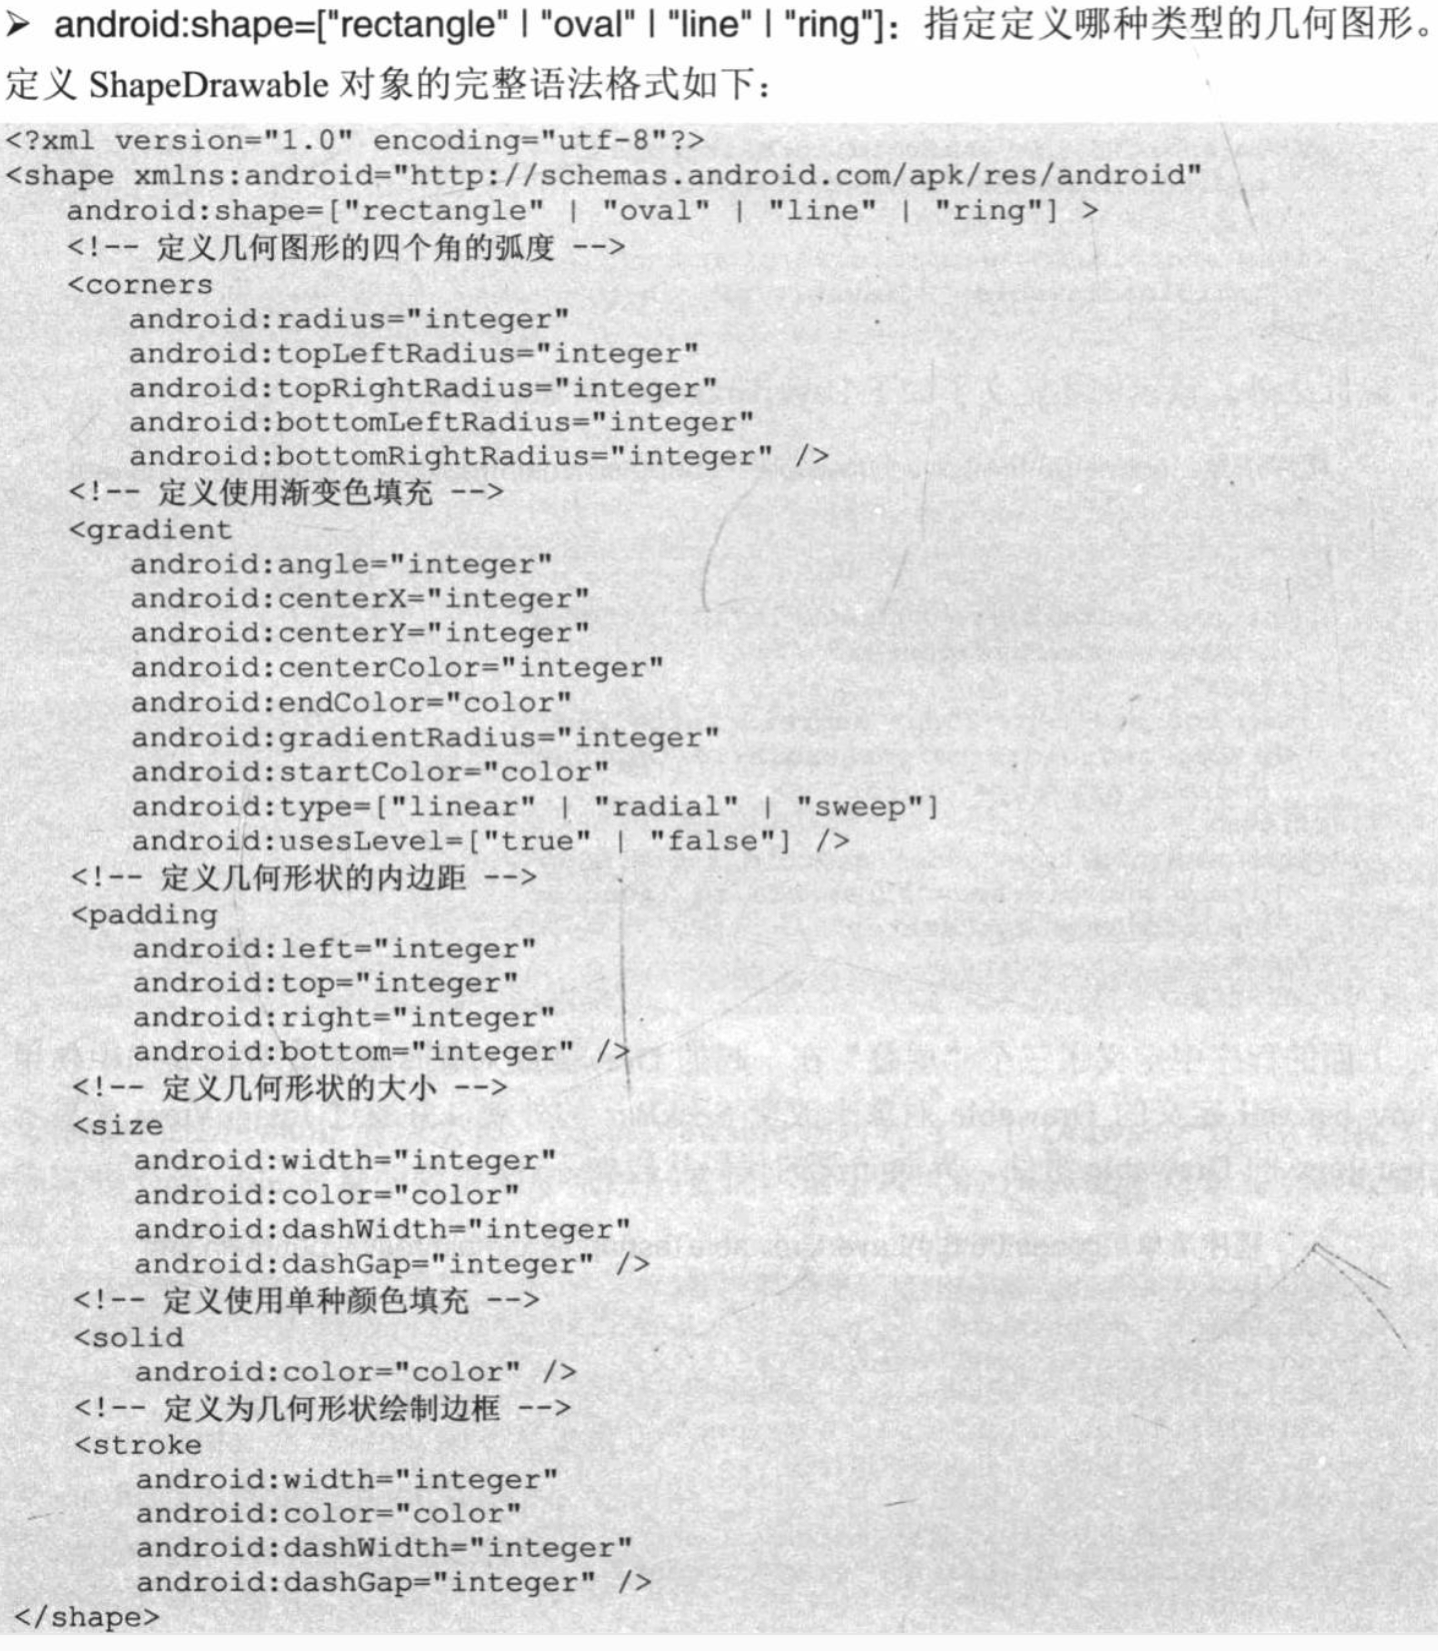 ➢ android:shape=["rectangle" | "oval" | "line" | "ring"]：指定定义哪种类型的几何图形。
定义 ShapeDrawable 对象的完整语法格式如下：
<?xml version="1.0" encoding="utf-8"?>
<shape xmlns:android="http://schemas.android.com/apk/res/android"
android:shape=["rectangle" | "oval" | "line" | "ring"] >
<!-- 定义几何图形的四个角的弧度 -->
<corners
android:radius="integer"
android:topLeftRadius="integer"
android:topRightRadius="integer"
android:bottomLeftRadius="integer"
android:bottomRightRadius="integer" />
<!-- 定义使用渐变色填充 -->
<gradient
android:angle="integer"
android:centerX="integer"
android:centerY="integer"
android:centerColor="integer"
android:endColor="color"
android:gradientRadius="integer"
android:startColor="color"
android:type=["linear" | "radial" | "sweep"]
android:usesLevel=["true" | "false"] />
<!-- 定义几何形状的内边距 -->
<padding
android:left="integer"
android:top="integer"
android:right="integer"
android:bottom="integer" />
<!-- 定义几何形状的大小 -->
<size
android:width="integer"
android:color="color"
android:dashWidth="integer"
android:dashGap="integer" />
<!-- 定义使用单种颜色填充 -->
<solid
android:color="color" />
<!-- 定义为几何形状绘制边框 -->
<stroke
android:width="integer"
android:color="color"
android:dashWidth="integer"
android:dashGap="integer" />
</shape>